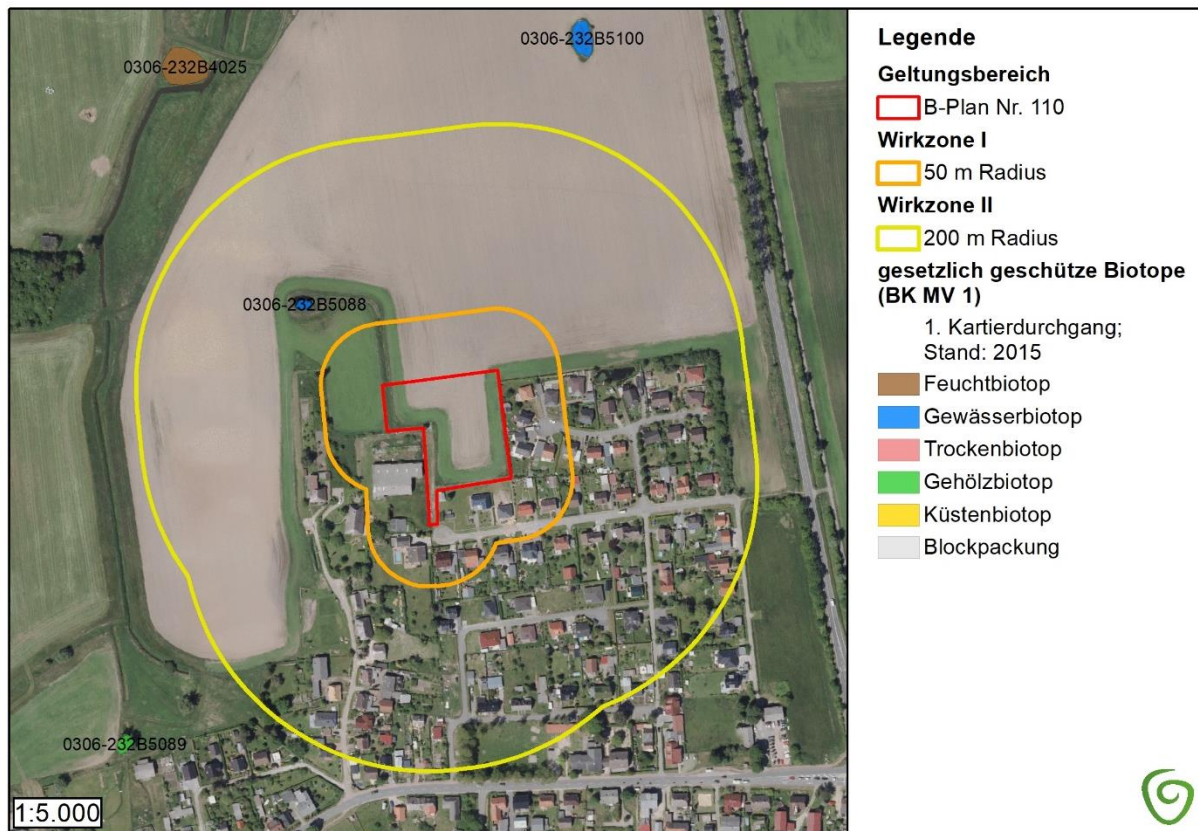 0306-232B4025
0306-232B5100
0306-232B5088
0306-232B5089
1:5.000
Legende
Geltungsbereich
B-Plan Nr. 110
Wirkzone I
50 m Radius
Wirkzone II
200 m Radius
gesetzlich geschütze Biotope
(BK MV 1)
1. Kartierdurchgang;
Stand: 2015
Feuchtbiotop
Gewässerbiotop
Trockenbiotop
Gehölzbiotop
Küstenbiotop
Blockpackung